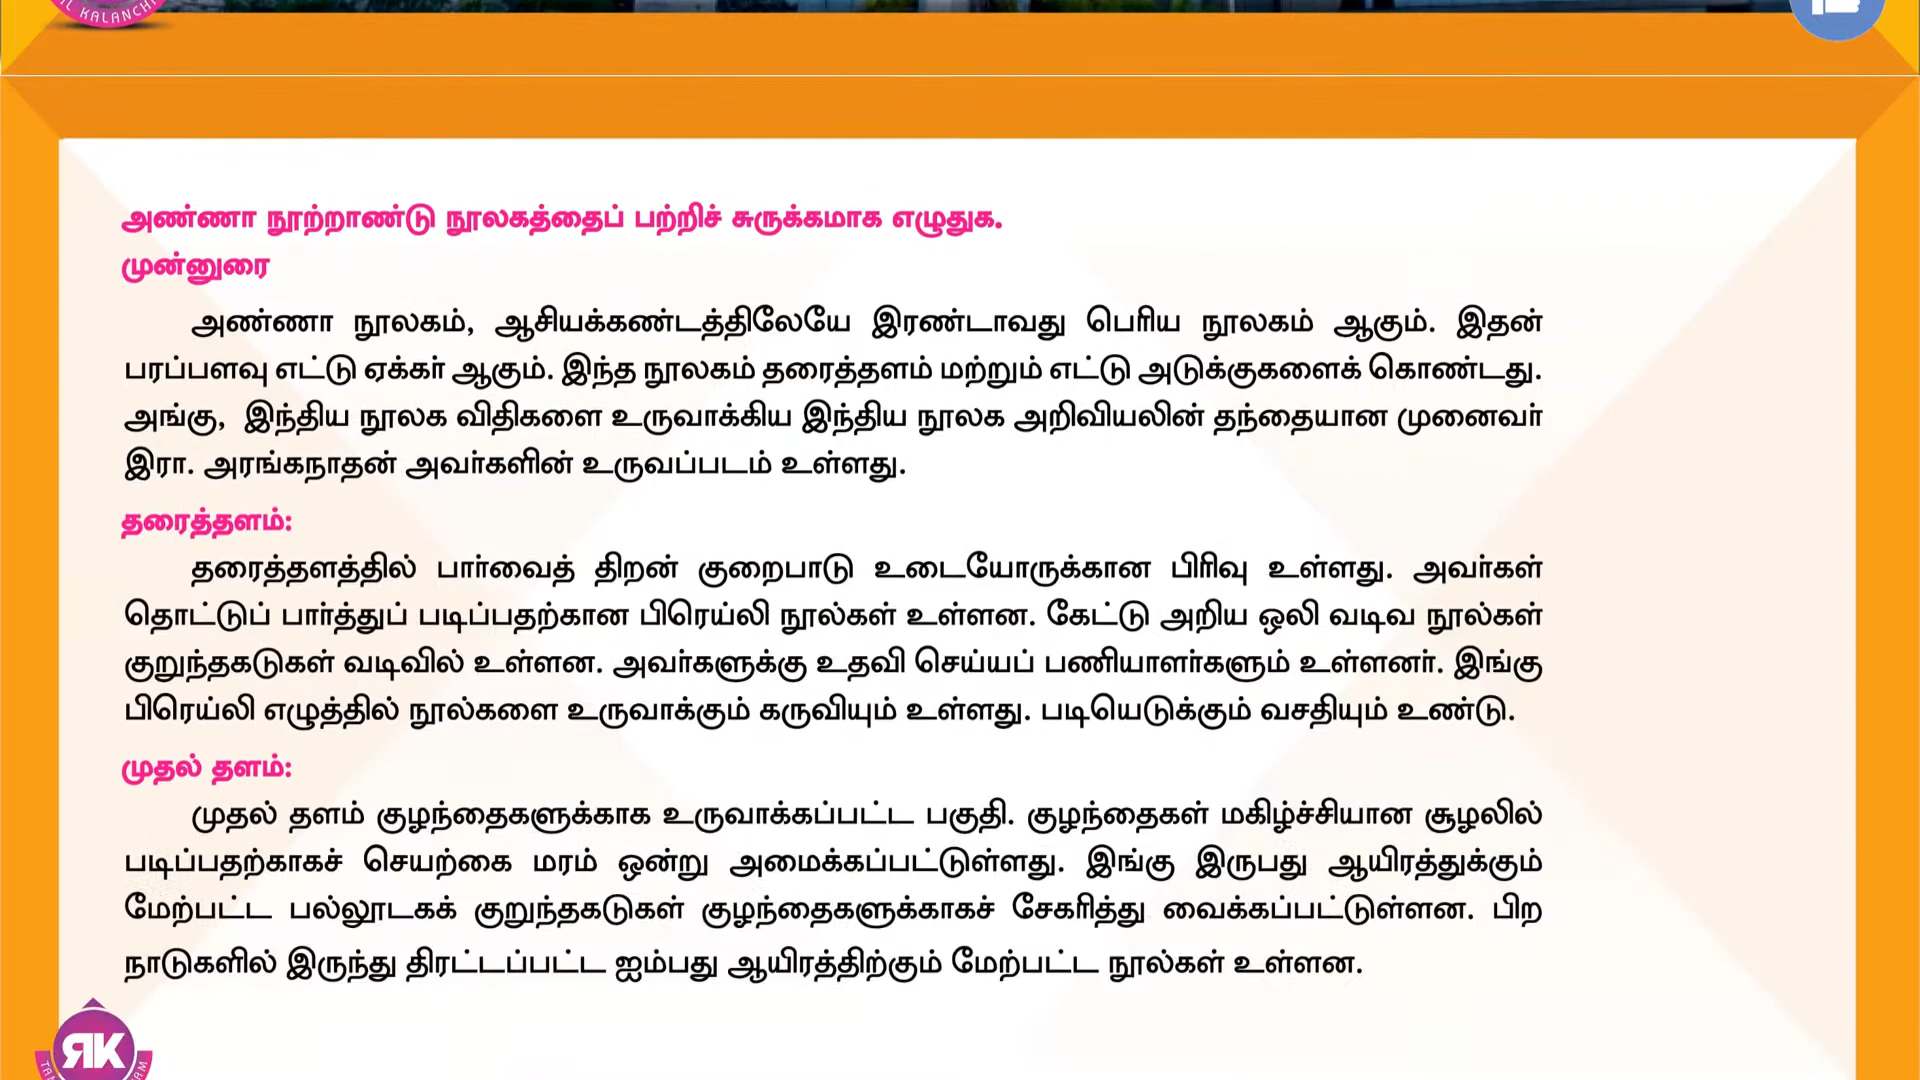 L KALANCHI
அண்ணா நூற்றாண்டு நூலகத்தைப் பற்றிச் சுருக்கமாக எழுதுக.
முன்னுரை
அண்ணா நூலகம், ஆசியக்கண்டத்திலேயே இரண்டாவது பெரிய நூலகம் ஆகும். இதன்
பரப்பளவு எட்டு ஏக்கர் ஆகும். இந்த நூலகம் தரைத்தளம் மற்றும் எட்டு அடுக்குகளைக் கொண்டது.
அங்கு, இந்திய நூலக விதிகளை உருவாக்கிய இந்திய நூலக அறிவியலின் தந்தையான முனைவர்
இரா. அரங்கநாதன் அவர்களின் உருவப்படம் உள்ளது.
தரைத்தளம்:
தரைத்தளத்தில் பார்வைத் திறன் குறைபாடு உடையோருக்கான பிரிவு உள்ளது. அவர்கள்
தொட்டுப் பார்த்துப் படிப்பதற்கான பிரெய்லி நூல்கள் உள்ளன. கேட்டு அறிய ஒலி வடிவ நூல்கள்
குறுந்தகடுகள் வடிவில் உள்ளன. அவர்களுக்கு உதவி செய்யப் பணியாளர்களும் உள்ளனர். இங்கு
பிரெய்லி எழுத்தில் நூல்களை உருவாக்கும் கருவியும் உள்ளது. படியெடுக்கும் வசதியும் உண்டு.
முதல் தளம்:
முதல் தளம் குழந்தைகளுக்காக உருவாக்கப்பட்ட பகுதி. குழந்தைகள் மகிழ்ச்சியான சூழலில்
படிப்பதற்காகச் செயற்கை மரம் ஒன்று அமைக்கப்பட்டுள்ளது. இங்கு இருபது ஆயிரத்துக்கும்
மேற்பட்ட பல்லூடகக் குறுந்தகடுகள் குழந்தைகளுக்காகச் சேகரித்து வைக்கப்பட்டுள்ளன. பிற
நாடுகளில் இருந்து திரட்டப்பட்ட ஐம்பது ஆயிரத்திற்கும் மேற்பட்ட நூல்கள் உள்ளன.
RK